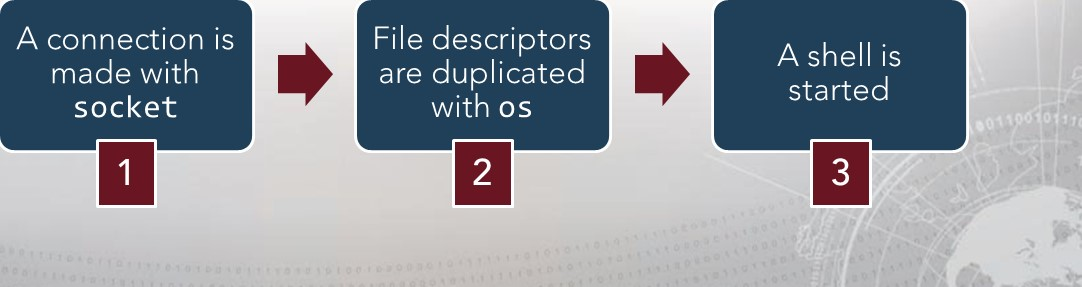 A connection is
made with
socket
1
File descriptors
are duplicated
with os
2
A shell is
started
3